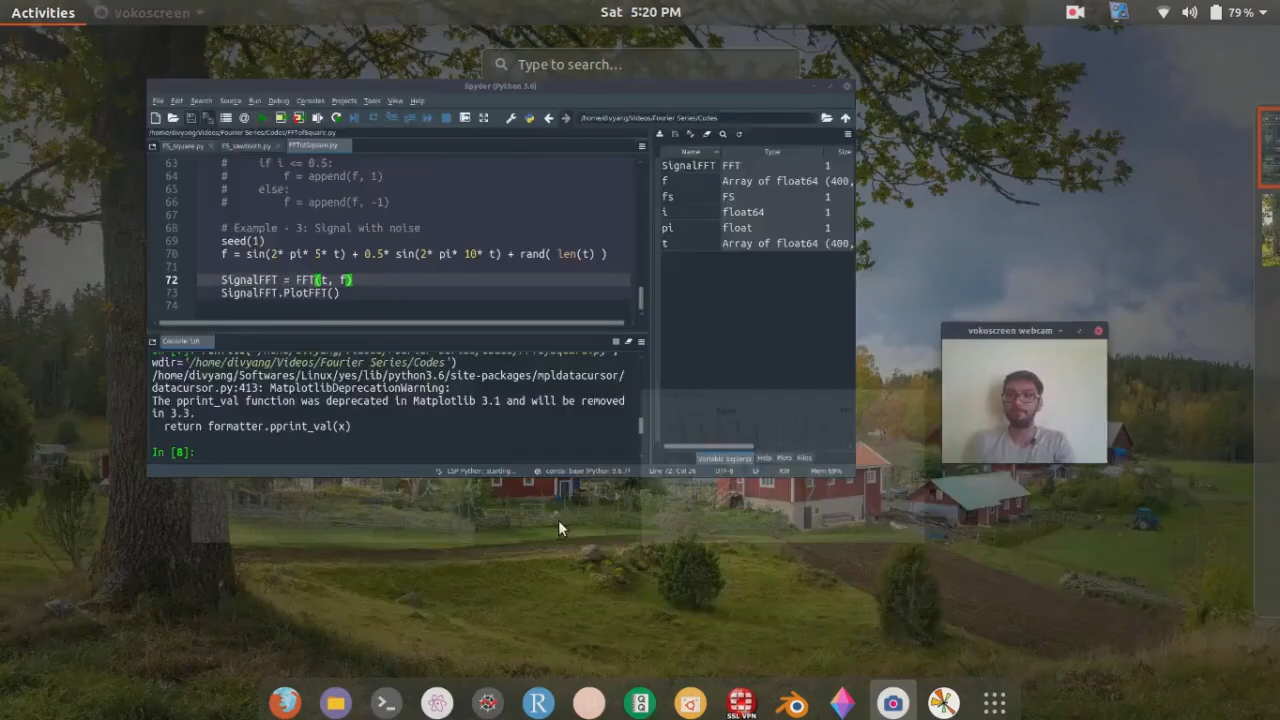 Activities
vokoscreen
Sat 5:20 PM
79 %
Type to search...
Spyder (Python 3.6)
File Edit Search Source Run Debug Consoles Projects Tools View Help
/home/divyang/Videos/Fourier Series/Codes
/home/divyang/Videos/Fourier Series/Codes/FFTofSquare.py
FS_square.py FS_sawtooth.py FFTofSquare.py
63 # if i <= 0.5:
64 # f = append(f, 1)
65 # else:
66 # f = append(f, -1)
67
68 # Example - 3: Signal with noise
69 seed(1)
70 f = sin(2* pi* 5* t) + 0.5* sin(2* pi* 10* t) + rand( len(t) )
71
72 SignalFFT = FFT(t, f)
73 SignalFFT.PlotFFT()
74
Name Type Size
SignalFFT FFT 1
f Array of float64 (400,
fs FS 1
i float64 1
pi float 1
t Array of float64 (400,
Console 1/A
wdir='/home/divyang/Videos/Fourier Series/Codes')
/home/divyang/Softwares/Linux/yes/lib/python3.6/site-packages/mpldatacursor/
datacursor.py:413: MatplotlibDeprecationWarning:
The pprint_val function was deprecated in Matplotlib 3.1 and will be removed
in 3.3.
return formatter.pprint_val(x)
In [8]:
Variable explorer Help Plots Files
LSP Python: starting... conda: base (Python 3.6.7) Line 72, Col 26 UTF-8 LF RW Mem 69%
vokoscreen webcam
R
SSL VPN